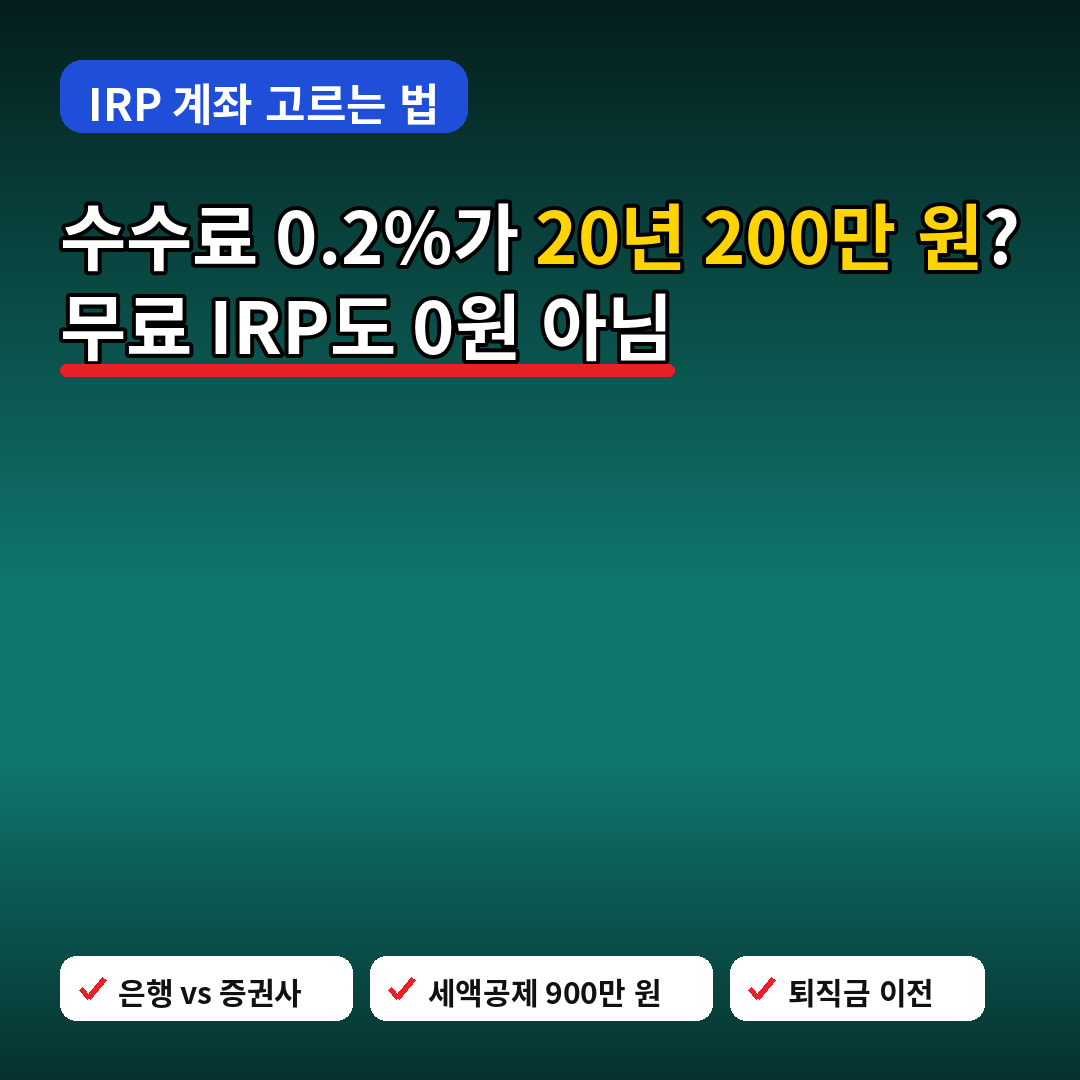 IRP 계좌 고르는 법
수수료 0.2%가 20년 200만 원?
무료 IRP도 0원 아님
은행 vs 증권사
세액공제 900만 원
퇴직금 이전